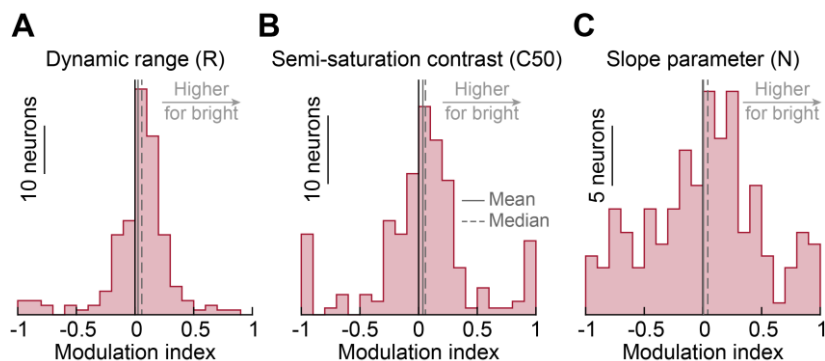 A
Dynamic range (R)
Higher
for bright
10 neurons
-1
-0.5
0
0.5
1
Modulation index
B
Semi-saturation contrast (C50)
Higher
for bright
10 neurons
Mean
Median
-1
-0.5
0
0.5
1
Modulation index
C
Slope parameter (N)
Higher
for bright
5 neurons
-1
-0.5
0
0.5
1
Modulation index